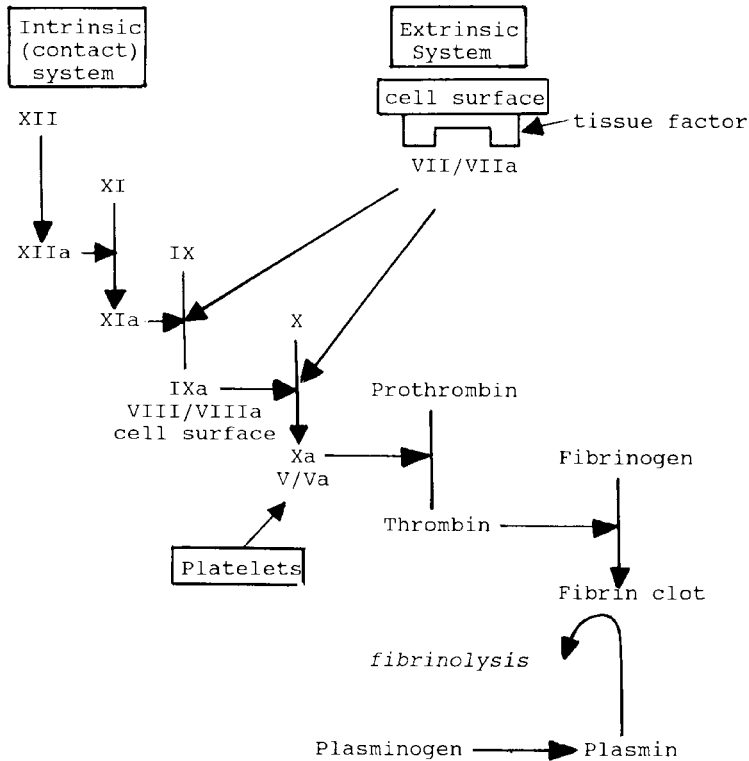 Intrinsic
(contact)
system
Extrinsic
System
cell surface
tissue factor
XII
VII/VIIa
XI
XIIa
IX
XIa
X
IXa
VIII/VIIIa
cell surface
Prothrombin
Xa
V/Va
Fibrinogen
Thrombin
Platelets
Fibrin clot
fibrinolysis
Plasminogen
Plasmin